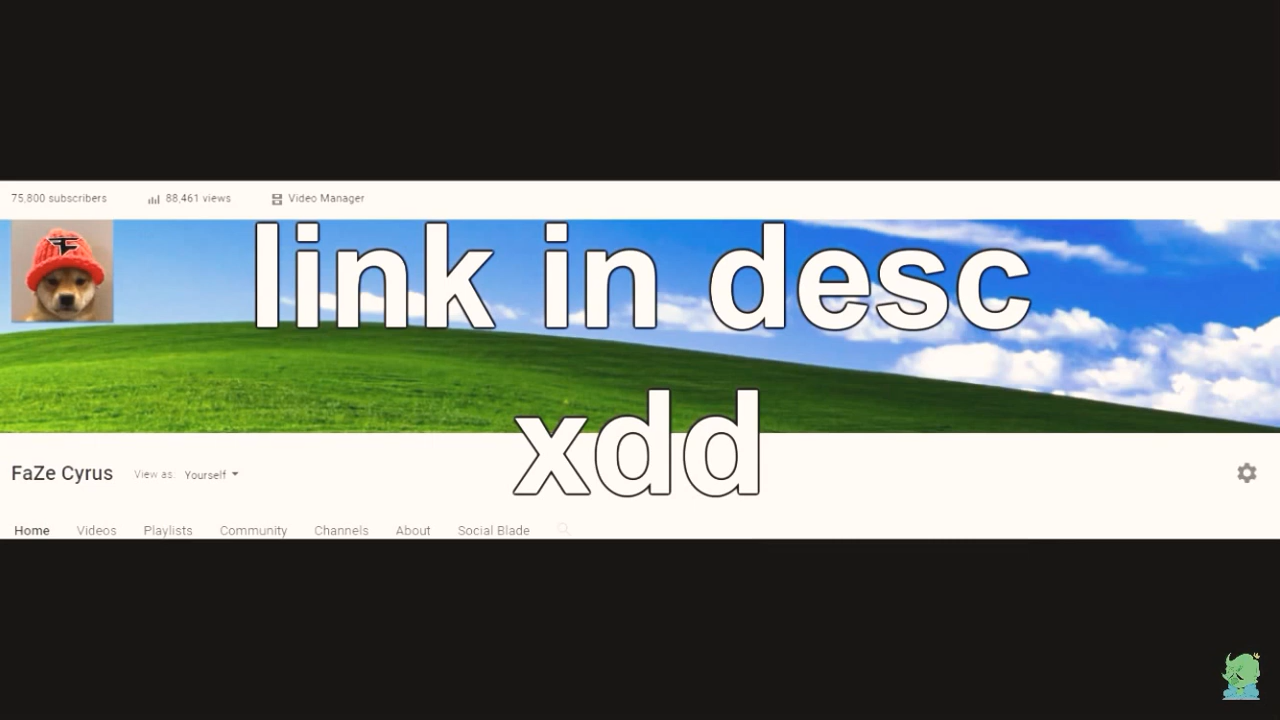 75,800 subscribers 88,461 views Video Manager
link in desc
xdd
FaZe Cyrus View as: Yourself
Home Videos Playlists Community Channels About Social Blade